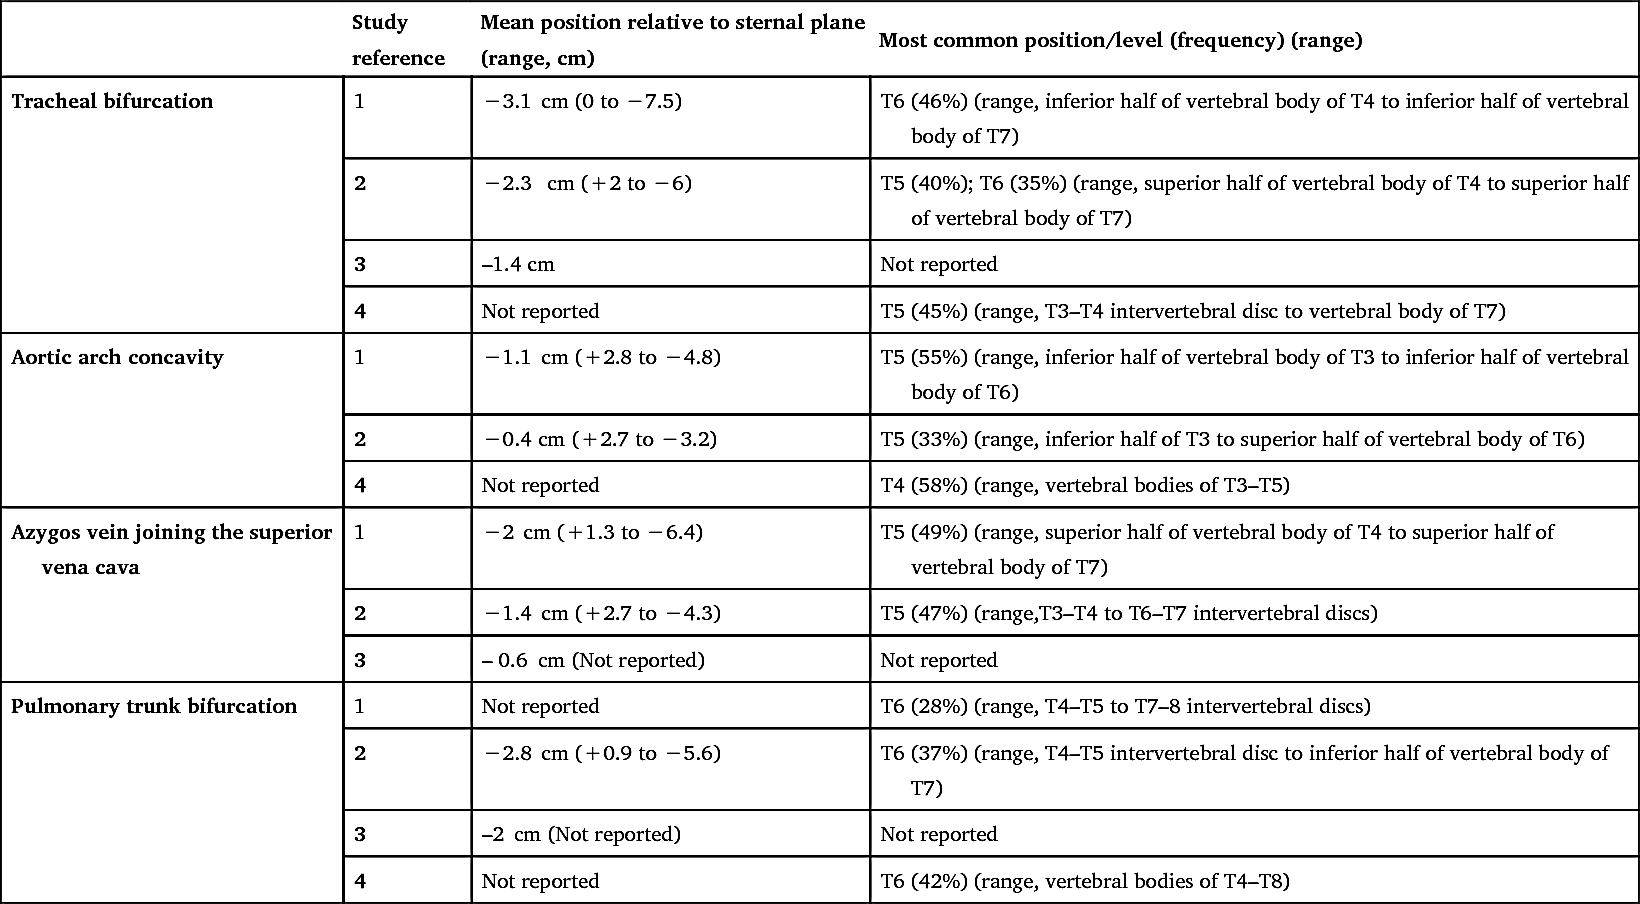 Study reference
Mean position relative to sternal plane (range, cm)
Most common position/level (frequency) (range)
Tracheal bifurcation
1
−3.1 cm (0 to −7.5)
T6 (46%) (range, inferior half of vertebral body of T4 to inferior half of vertebral
body of T7)
2
−2.3 cm (+2 to −6)
T5 (40%); T6 (35%) (range, superior half of vertebral body of T4 to superior half
of vertebral body of T7)
3
–1.4 cm
Not reported
4
Not reported
T5 (45%) (range, T3–T4 intervertebral disc to vertebral body of T7)
Aortic arch concavity
1
−1.1 cm (+2.8 to −4.8)
T5 (55%) (range, inferior half of vertebral body of T3 to inferior half of vertebral
body of T6)
2
−0.4 cm (+2.7 to −3.2)
T5 (33%) (range, inferior half of T3 to superior half of vertebral body of T6)
4
Not reported
T4 (58%) (range, vertebral bodies of T3–T5)
Azygos vein joining the superior
vena cava
1
−2 cm (+1.3 to −6.4)
T5 (49%) (range, superior half of vertebral body of T4 to superior half of
vertebral body of T7)
2
−1.4 cm (+2.7 to −4.3)
T5 (47%) (range,T3–T4 to T6–T7 intervertebral discs)
3
– 0.6 cm (Not reported)
Not reported
Pulmonary trunk bifurcation
1
Not reported
T6 (28%) (range, T4–T5 to T7–8 intervertebral discs)
2
−2.8 cm (+0.9 to −5.6)
T6 (37%) (range, T4–T5 intervertebral disc to inferior half of vertebral body of
T7)
3
–2 cm (Not reported)
Not reported
4
Not reported
T6 (42%) (range, vertebral bodies of T4–T8)